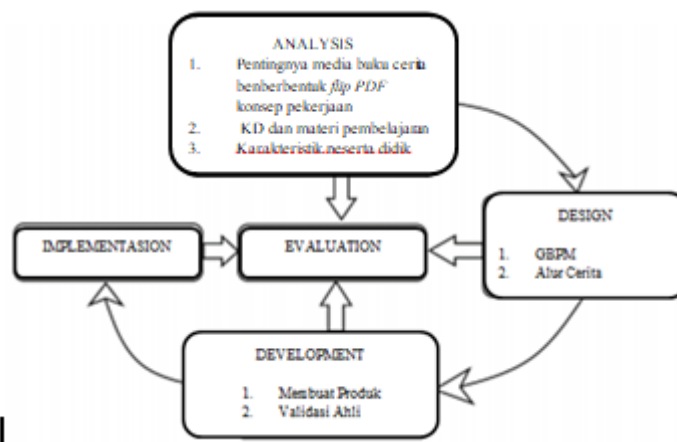 ANALYSIS
1. Pentingnya media buku cerita
benberbentuk flip PDF
konsep pekerjaan
2. KD dan materi pembelajaran
3. Karakteristik neserta didik
DESIGN
1. GBPM
2. Alur Cerita
IMPLEMENTASION
EVALUATION
DEVELOPMENT
1. Membuat Produk
2. Validasi Ahli